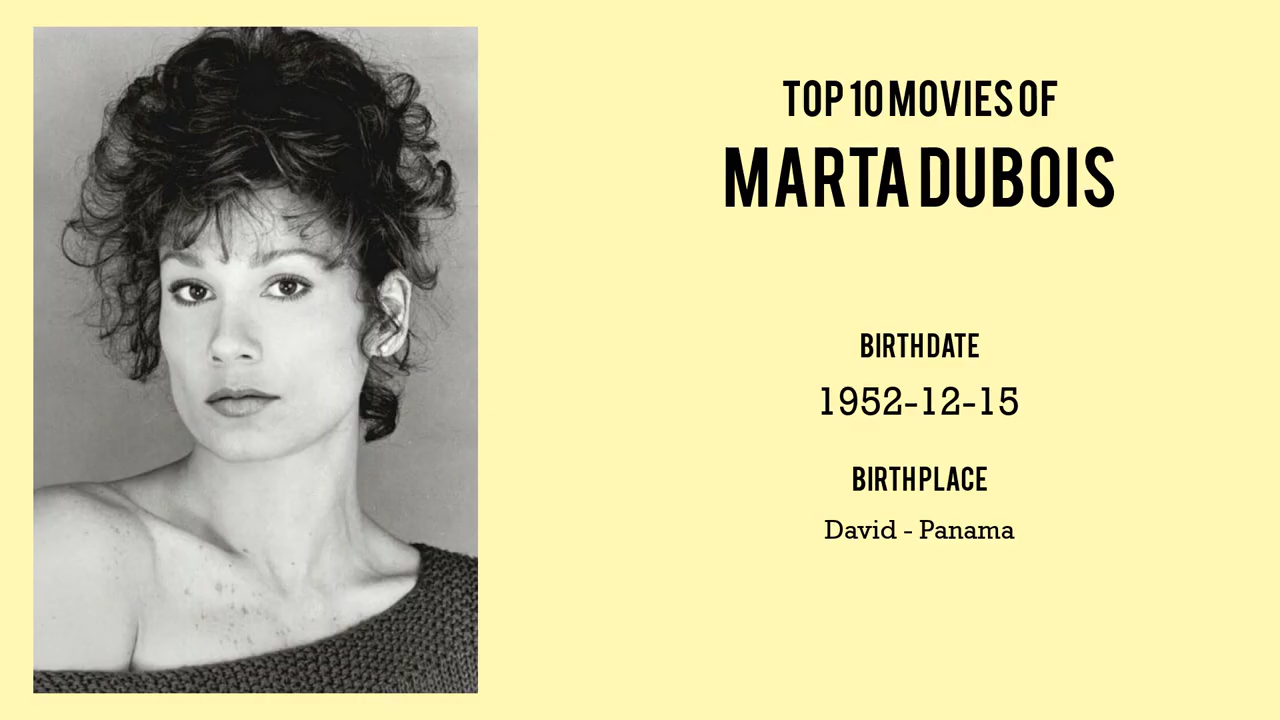 TOP 10 MOVIES OF
MARTA DUBOIS
BIRTHDATE
1952-12-15
BIRTHPLACE
David - Panama